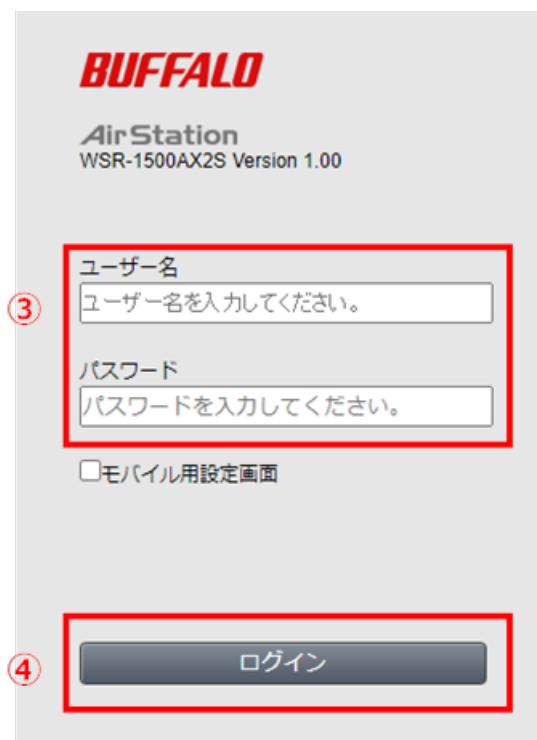 BUFFALO
AirStation
WSR-1500AX2S Version 1.00
ユーザー名
③
ユーザー名を入力してください。
パスワード
パスワードを入力してください。
モバイル用設定画面
④
ログイン